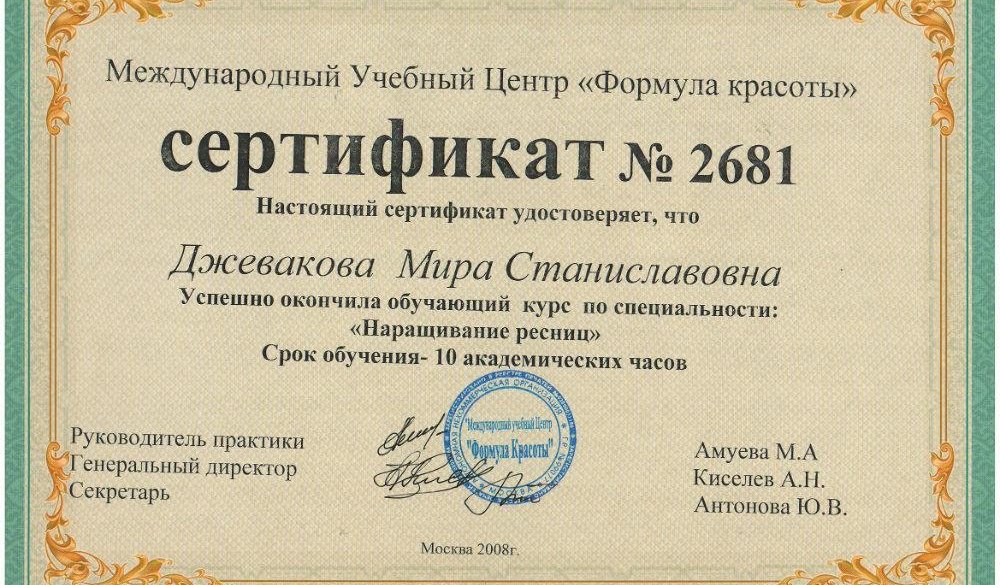 Международный Учебный Центр «Формула красоты»
сертификат № 2681
Настоящий сертификат удостоверяет, что
Джевакова Мира Станиславовна
Успешно окончила обучающий курс по специальности:
«Наращивание ресниц»
Срок обучения- 10 академических часов
"Международный учебный Центр
"Формула Красоты"
МОСКВА
Руководитель практики
Генеральный директор
Секретарь
Амуева М.А
Киселев А.Н.
Антонова Ю.В.
Москва 2008г.